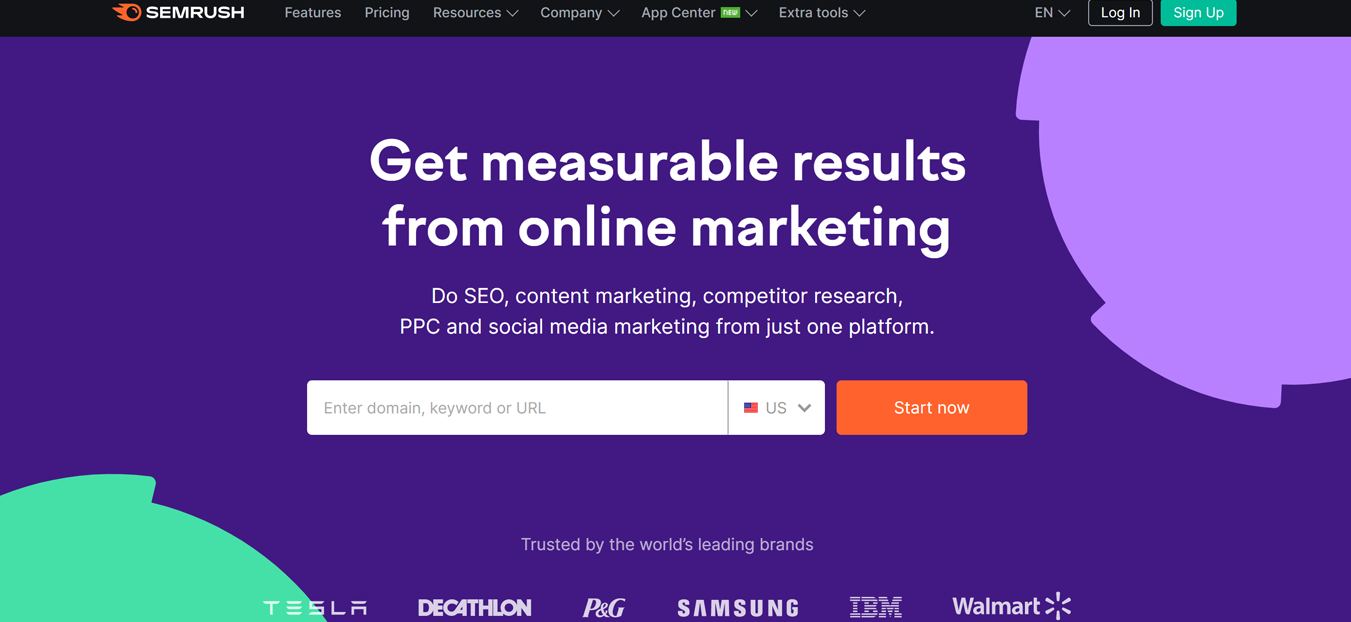 SEMRUSH Features Pricing Resources Company App Center NEW Extra tools EN Log In Sign Up
Get measurable results
from online marketing
Do SEO, content marketing, competitor research,
PPC and social media marketing from just one platform.
Enter domain, keyword or URL US Start now
Trusted by the world's leading brands
TESLA DECATHLON P&G SAMSUNG IBM Walmart